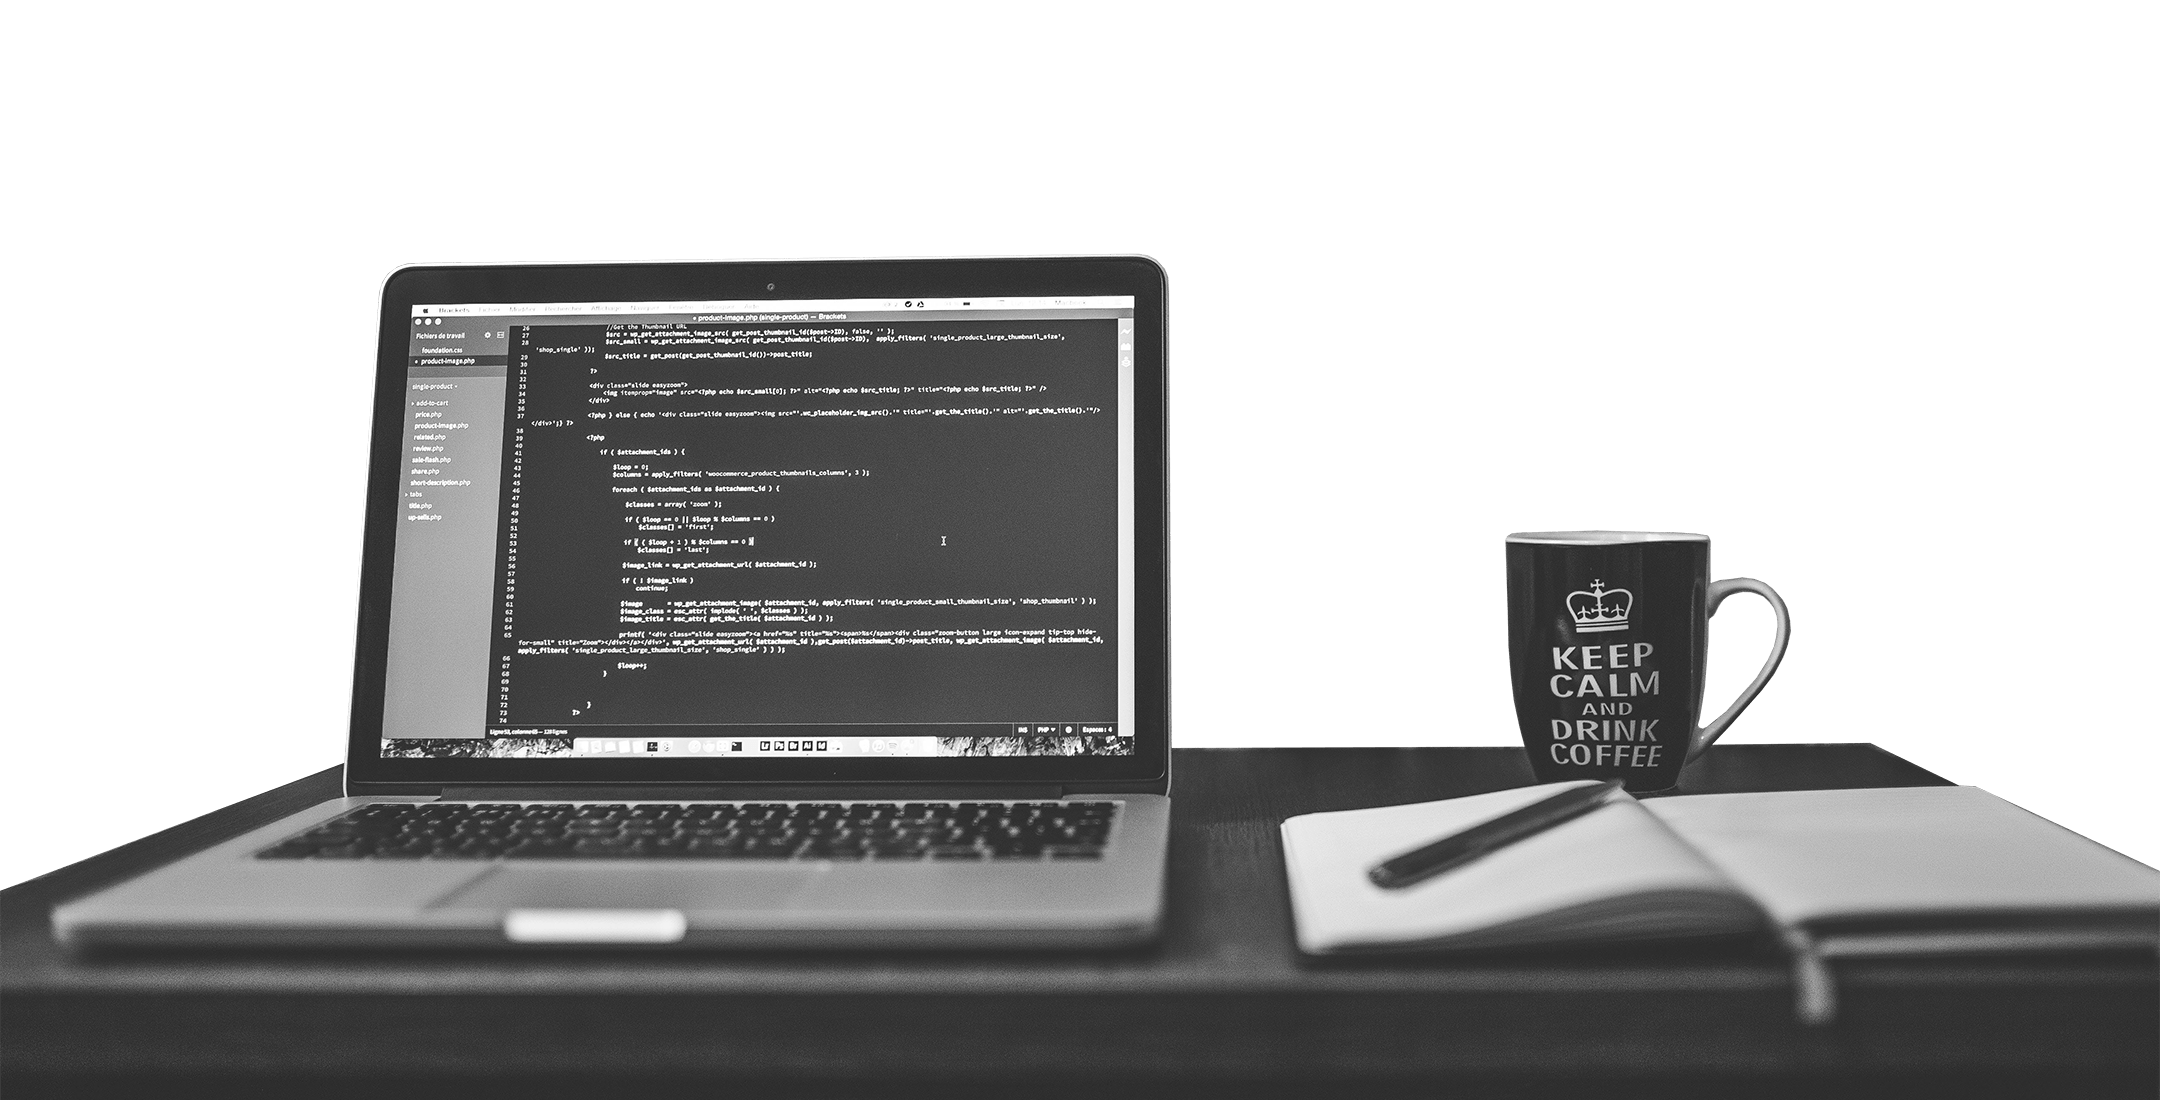 Brackets
product-image.php (single-product) — Brackets
Fichiers de travail
foundation.css
product-image.php
single-product
add-to-cart
price.php
product-image.php
related.php
review.php
sale-flash.php
share.php
short-description.php
tabs
title.php
up-sells.php
26 //Get the Thumbnail URL
27 $src = wp_get_attachment_image_src( get_post_thumbnail_id($post->ID), false, '' );
28 $src_small = wp_get_attachment_image_src( get_post_thumbnail_id($post->ID), apply_filters( 'single_product_large_thumbnail_size',
'shop_single' ));
29 $src_title = get_post(get_post_thumbnail_id())->post_title;
30
31 ?>
32
33 <div class="slide easyzoom">
34 <img itemprop="image" src="<?php echo $src_small[0]; ?>" alt="<?php echo $src_title; ?>" title="<?php echo $src_title; ?>" />
35 </div>
36
37 <?php } else { echo '<div class="slide easyzoom"><img src="'.wc_placeholder_img_src().'" title="'.get_the_title().'" alt="'.get_the_title().'"/>
</div>';} ?>
38
39 <?php
40
41 if ( $attachment_ids ) {
42
43 $loop = 0;
44 $columns = apply_filters( 'woocommerce_product_thumbnails_columns', 3 );
45
46 foreach ( $attachment_ids as $attachment_id ) {
47
48 $classes = array( 'zoom' );
49
50 if ( $loop == 0 || $loop % $columns == 0 )
51 $classes[] = 'first';
52
53 if ( ( $loop + 1 ) % $columns == 0 )
54 $classes[] = 'last';
55
56 $image_link = wp_get_attachment_url( $attachment_id );
57
58 if ( ! $image_link )
59 continue;
60
61 $image = wp_get_attachment_image( $attachment_id, apply_filters( 'single_product_small_thumbnail_size', 'shop_thumbnail' ) );
62 $image_class = esc_attr( implode( ' ', $classes ) );
63 $image_title = esc_attr( get_the_title( $attachment_id ) );
64
65 printf( '<div class="slide easyzoom"><a href="%s" title="%s"><span>%s</span><div class="zoom-button large icon-expand tip-top hide-
for-small" title="Zoom"></div></a></div>', wp_get_attachment_url( $attachment_id ),get_post($attachment_id)->post_title, wp_get_attachment_image( $attachment_id,
apply_filters( 'single_product_large_thumbnail_size', 'shop_single' ) ) );
66
67 $loop++;
68 }
69
70
71
72 }
73 ?>
74
Ligne 53, colonne 65 — 128 lignes
INS PHP Espaces : 4
Lr Ps Br Ai Id
KEEP
CALM
AND
DRINK
COFFEE